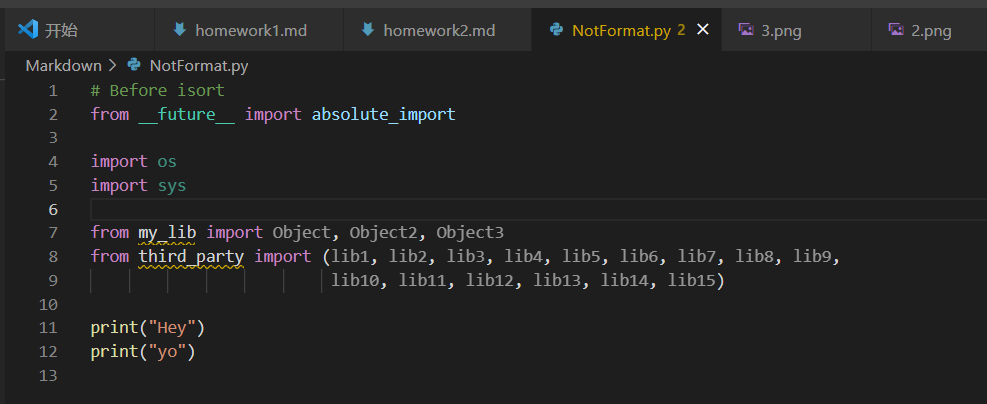 开始 homework1.md homework2.md NotFormat.py 2 3.png 2.png
Markdown > NotFormat.py
1 # Before isort
2 from __future__ import absolute_import
3
4 import os
5 import sys
6
7 from my_lib import Object, Object2, Object3
8 from third_party import (lib1, lib2, lib3, lib4, lib5, lib6, lib7, lib8, lib9,
9 lib10, lib11, lib12, lib13, lib14, lib15)
10
11 print("Hey")
12 print("yo")
13